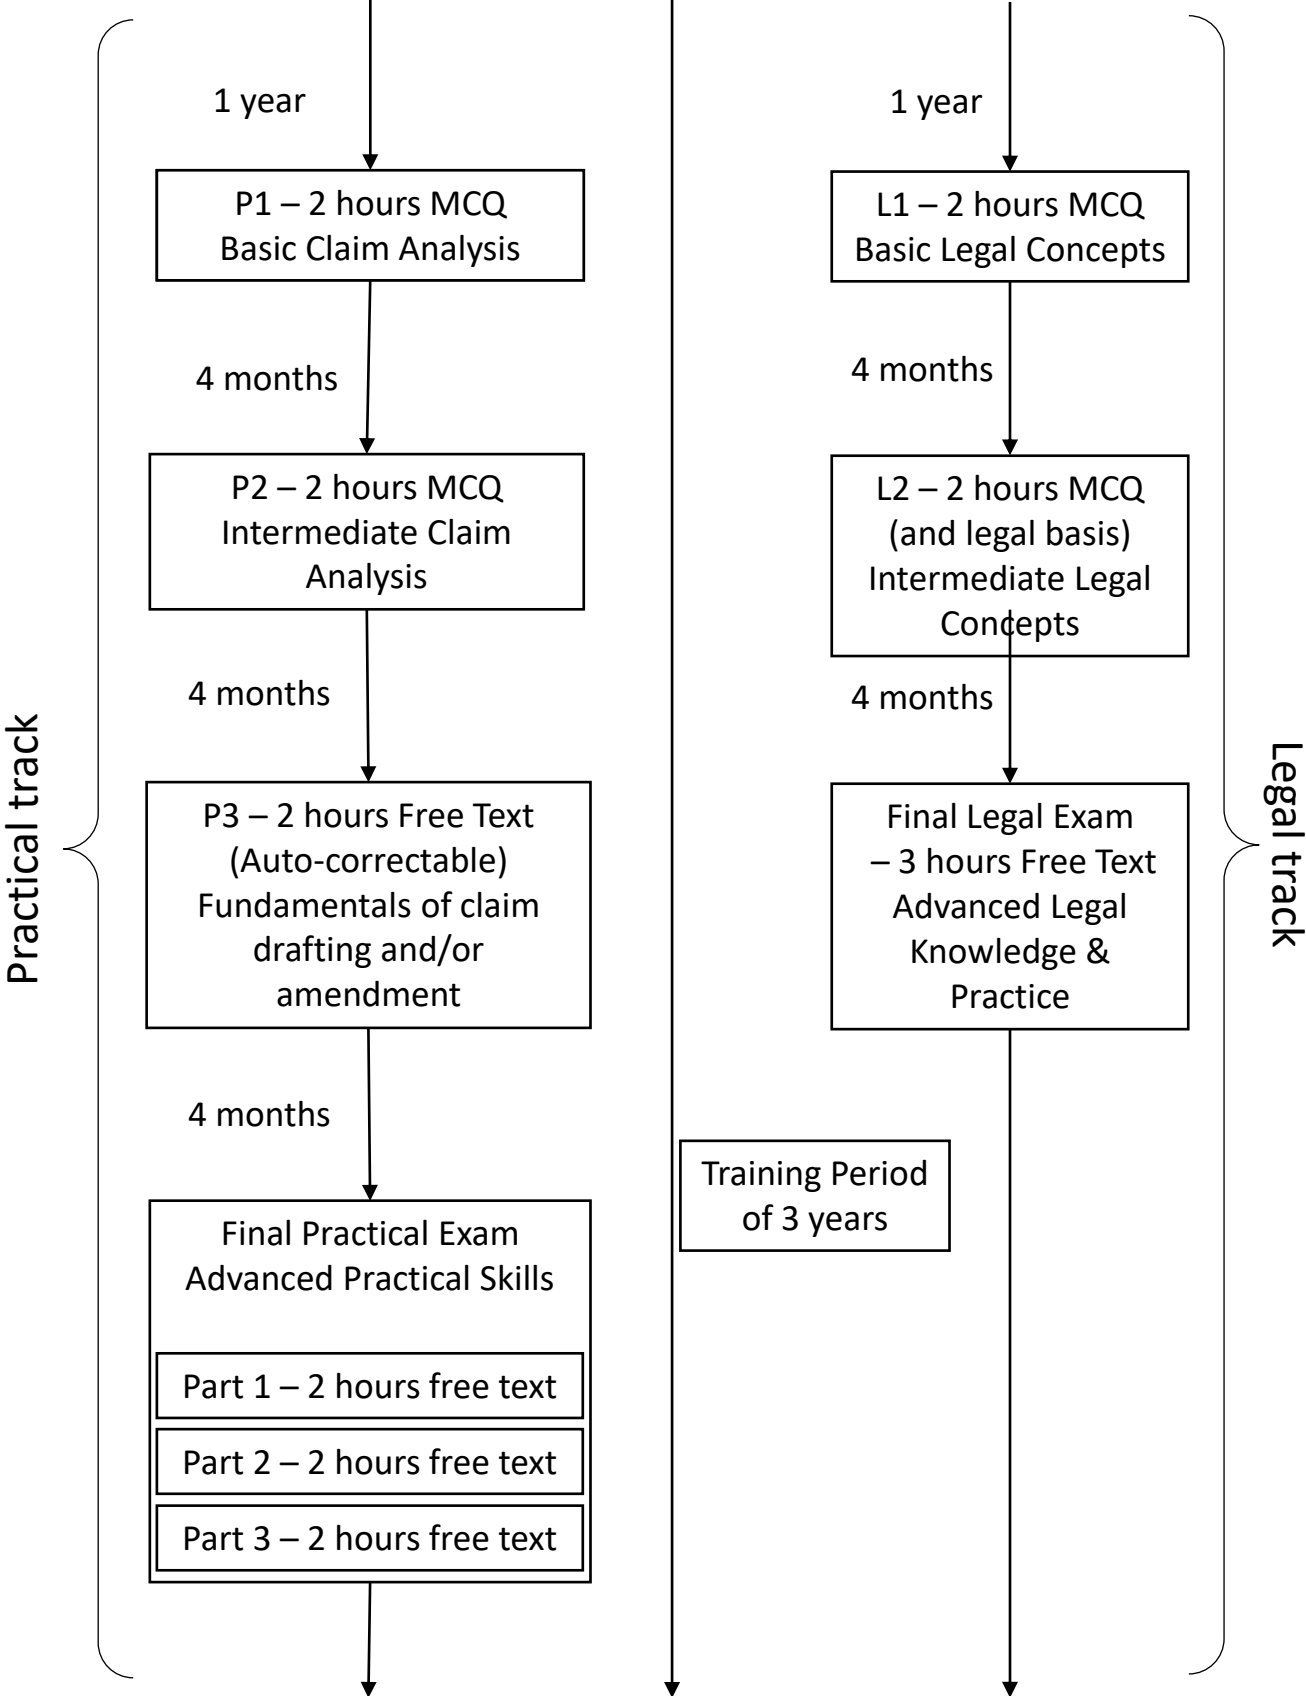 Practical track
1 year
P1 – 2 hours MCQ
Basic Claim Analysis
4 months
P2 – 2 hours MCQ
Intermediate Claim
Analysis
4 months
P3 – 2 hours Free Text
(Auto-correctable)
Fundamentals of claim
drafting and/or
amendment
4 months
Final Practical Exam
Advanced Practical Skills
Part 1 – 2 hours free text
Part 2 – 2 hours free text
Part 3 – 2 hours free text
Training Period
of 3 years
1 year
L1 – 2 hours MCQ
Basic Legal Concepts
4 months
L2 – 2 hours MCQ
(and legal basis)
Intermediate Legal
Concepts
4 months
Final Legal Exam
– 3 hours Free Text
Advanced Legal
Knowledge &
Practice
Legal track